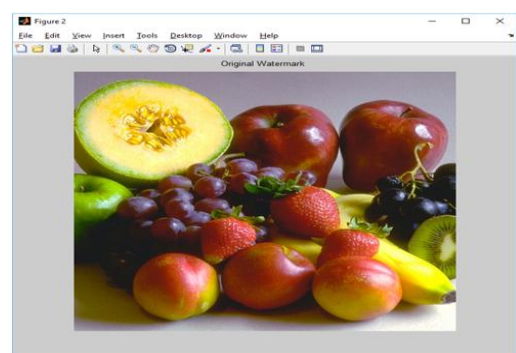 Figure 2
File Edit View Insert Tools Desktop Window Help
Original Watermark